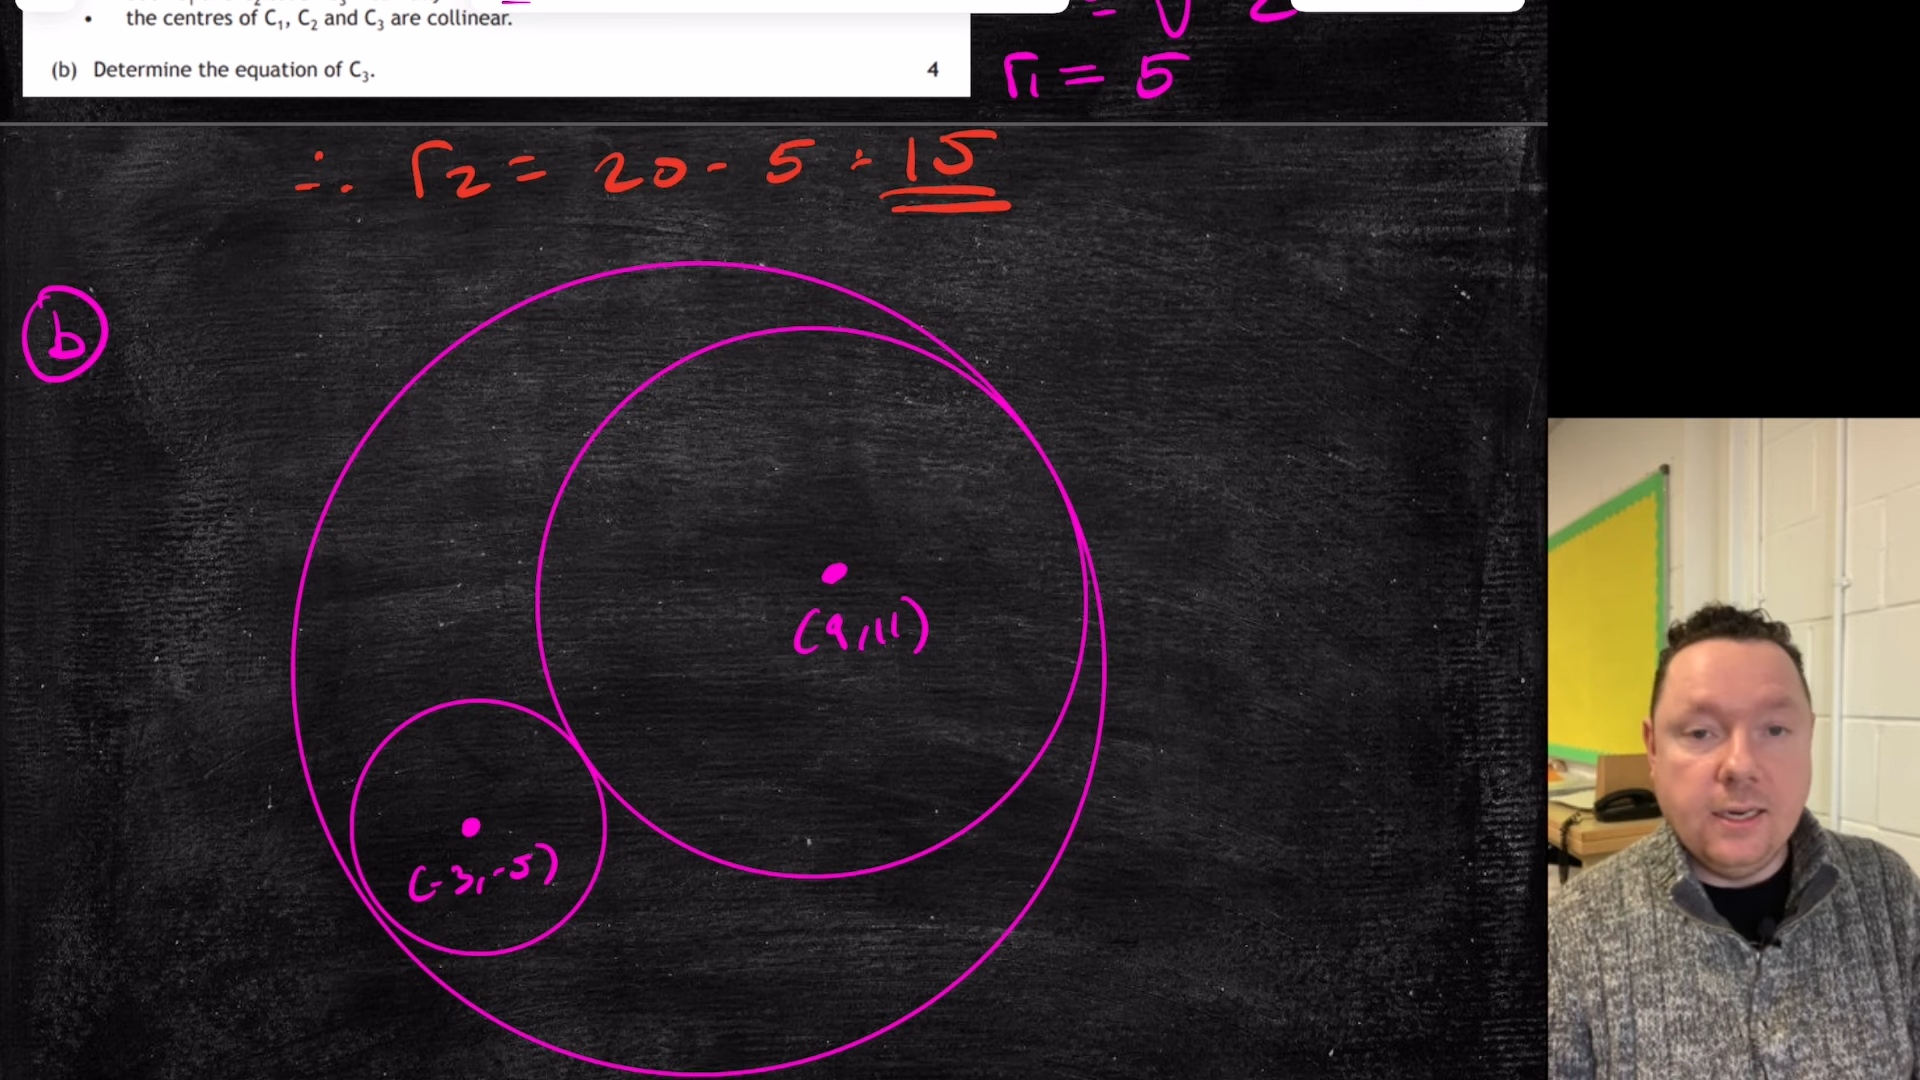 • the centres of C₁, C₂ and C₃ are collinear.
(b) Determine the equation of C₃. 4
r₁ = 5
∴ r₂ = 20 - 5 = 15
b
(9,11)
(-3,-5)